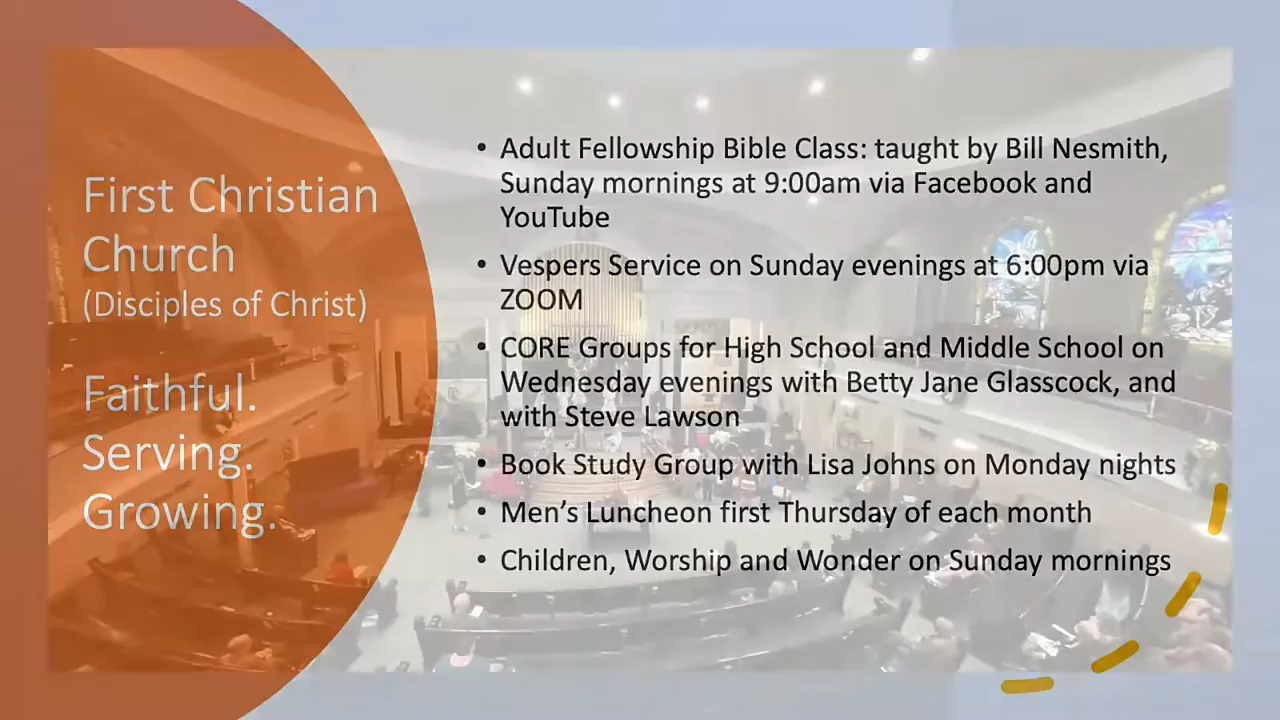 First Christian
Church
(Disciples of Christ)
Faithful.
Serving.
Growing.
• Adult Fellowship Bible Class: taught by Bill Nesmith,
Sunday mornings at 9:00am via Facebook and
YouTube
• Vespers Service on Sunday evenings at 6:00pm via
ZOOM
• CORE Groups for High School and Middle School on
Wednesday evenings with Betty Jane Glasscock, and
with Steve Lawson
• Book Study Group with Lisa Johns on Monday nights
• Men’s Luncheon first Thursday of each month
• Children, Worship and Wonder on Sunday mornings